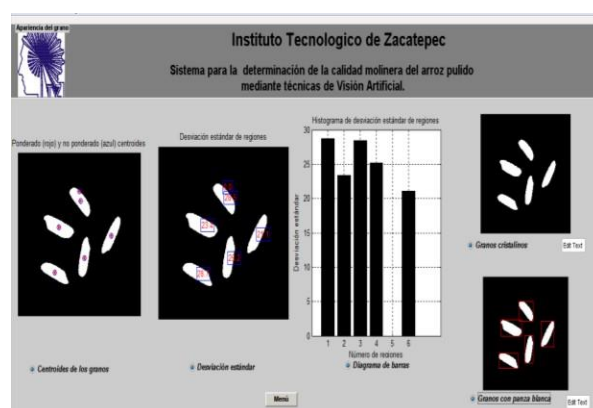 Apariencia del grano
Instituto Tecnologico de Zacatepec
Sistema para la determinación de la calidad molinera del arroz pulido
mediante técnicas de Visión Artificial.
Ponderado (rojo) y no ponderado (azul) centroides
Desviación estándar de regiones
Histograma de desviación estándar de regiones
Desviación estándar
30
25
20
15
10
5
0
1 2 3 4 5 6
Número de regiones
Centroides de los granos
Desviación estándar
Diagrama de barras
Granos cristalinos
Edit Text
Granos con panza blanca
Edit Text
Menú